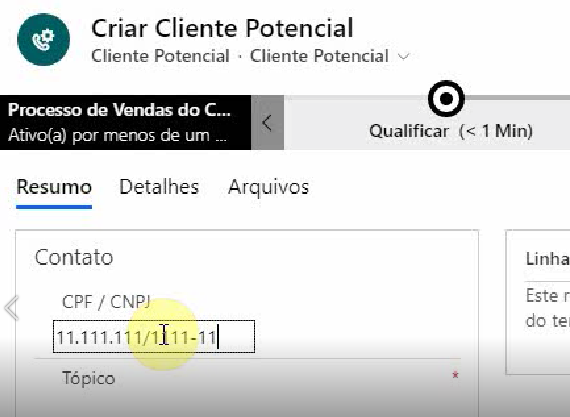 Criar Cliente Potencial
Cliente Potencial · Cliente Potencial
Processo de Vendas do C...
Ativo(a) por menos de um ...
Qualificar (< 1 Min)
Resumo Detalhes Arquivos
Contato
CPF / CNPJ
11.111.111/1111-11
Tópico *
Linha
Este r
do te